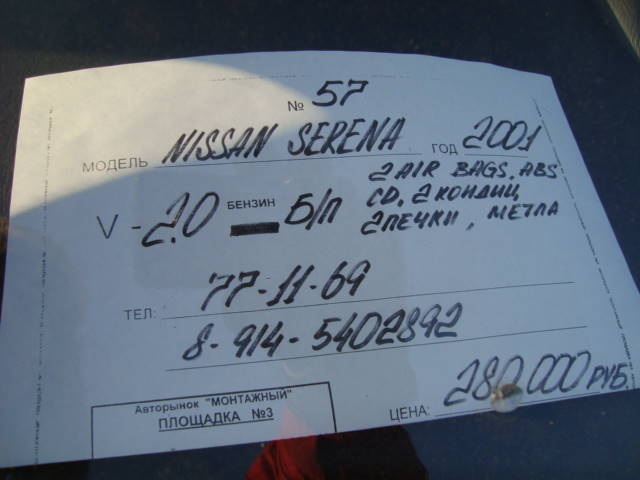 № 57
МОДЕЛЬ NISSAN SERENA ГОД 2001
V - 2.0 БЕНЗИН Б/П
2 AIR BAGS, ABS
CD, 2 КОНДИЦ
2 ПЕЧКИ, МЕТЛА
ТЕЛ: 77-11-69
8-914-5402892
Авторынок "МОНТАЖНЫЙ"
ПЛОЩАДКА №3
ЦЕНА: 280,000 РУБ.